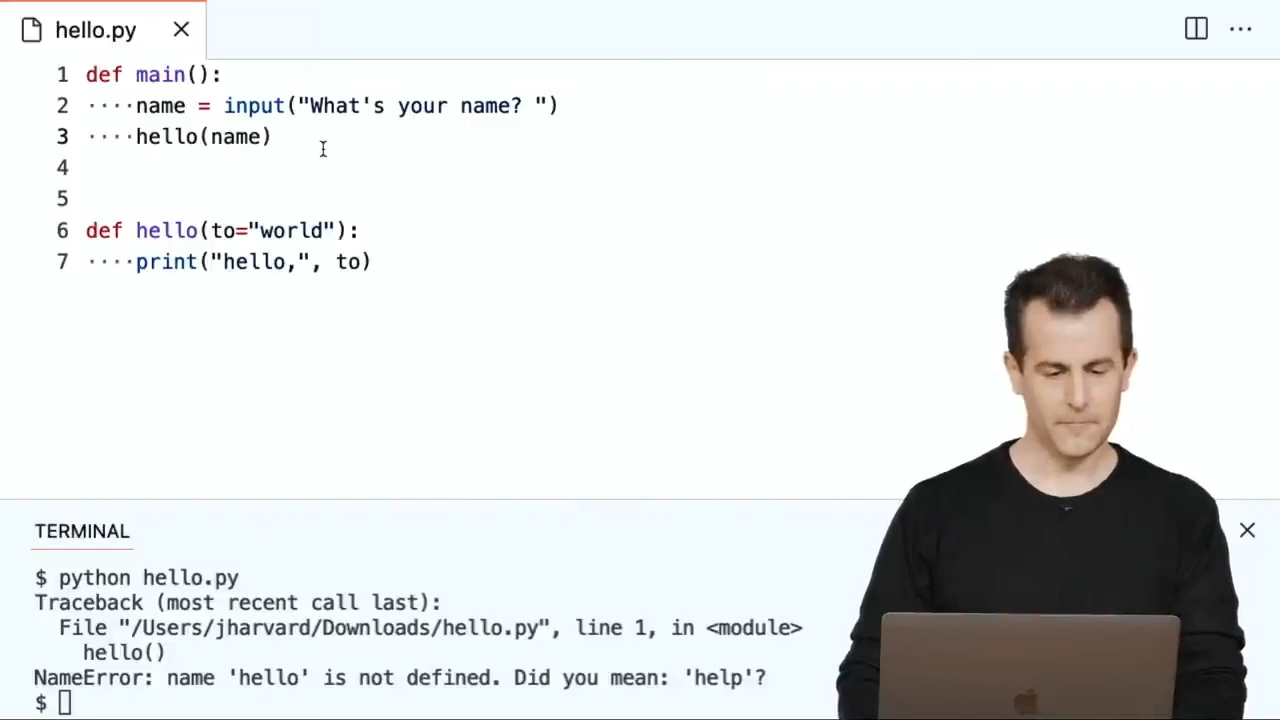 hello.py
1 def main():
2 ····name = input("What's your name? ")
3 ····hello(name)
4
5
6 def hello(to="world"):
7 ····print("hello,", to)
TERMINAL
$ python hello.py
Traceback (most recent call last):
  File "/Users/jharvard/Downloads/hello.py", line 1, in <module>
    hello()
NameError: name 'hello' is not defined. Did you mean: 'help'?
$